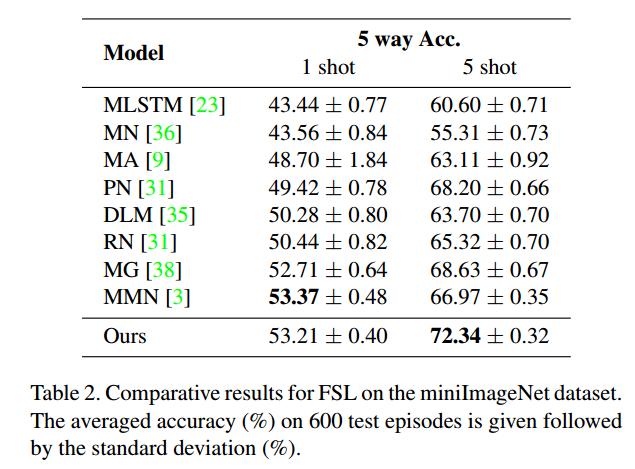 Model 5 way Acc.
1 shot 5 shot
MLSTM [23] 43.44 ± 0.77 60.60 ± 0.71
MN [36] 43.56 ± 0.84 55.31 ± 0.73
MA [9] 48.70 ± 1.84 63.11 ± 0.92
PN [31] 49.42 ± 0.78 68.20 ± 0.66
DLM [35] 50.28 ± 0.80 63.70 ± 0.70
RN [31] 50.44 ± 0.82 65.32 ± 0.70
MG [38] 52.71 ± 0.64 68.63 ± 0.67
MMN [3] 53.37 ± 0.48 66.97 ± 0.35
Ours 53.21 ± 0.40 72.34 ± 0.32
Table 2. Comparative results for FSL on the miniImageNet dataset.
The averaged accuracy (%) on 600 test episodes is given followed
by the standard deviation (%).